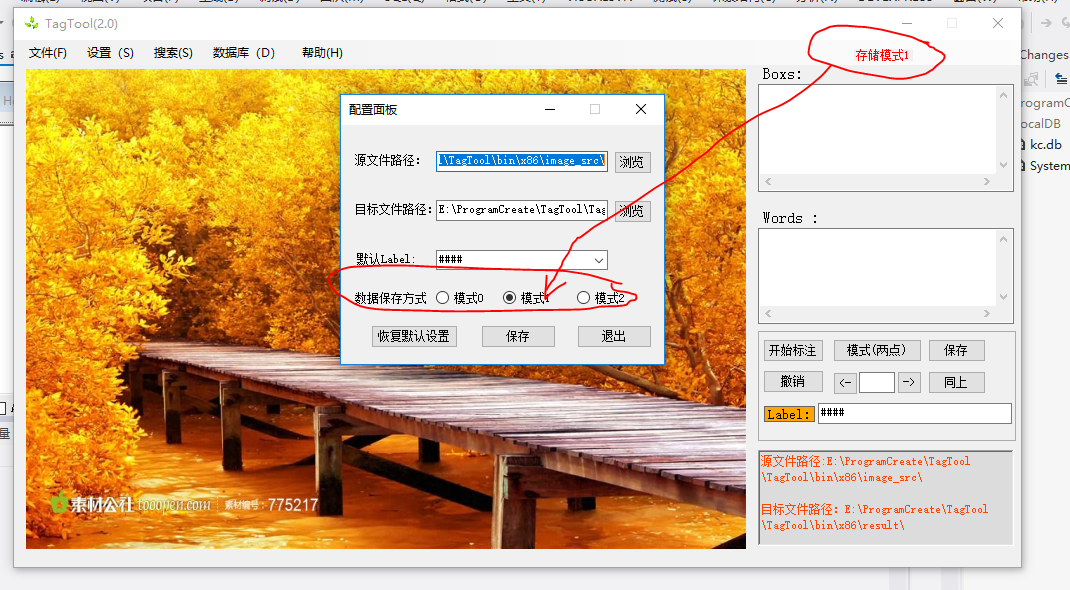 TagTool(2.0)
文件(F) 设置 (S) 搜索(S) 数据库 (D) 帮助(H)
存储模式1
Changes
Boxs:
配置面板
源文件路径: l\TagTool\bin\x86\image_src\ 浏览
目标文件路径: E:\ProgramCreate\TagTool\Tag 浏览
默认Label: ####
数据保存方式 模式0 模式1 模式2
恢复默认设置 保存 退出
rogramC
ocalDB
kc.db
System
Words :
开始标注 模式(两点) 保存
撤销 <- -> 同上
Label: ####
源文件路径:E:\ProgramCreate\TagTool
\TagTool\bin\x86\image_src\
目标文件路径: E:\ProgramCreate\TagTool
\TagTool\bin\x86\result\
素材公社 tooopen.com 素材编号: 775217